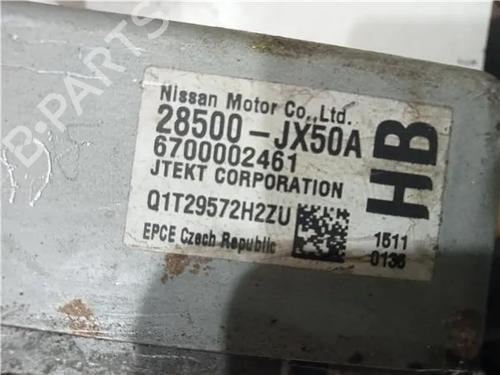 B-PARTS
Nissan Motor Co.,Ltd.
28500-JX50A
6700002461
JTEKT CORPORATION
HB
Q1T29572H2ZU
EPCE Czech Republic
1511
0136